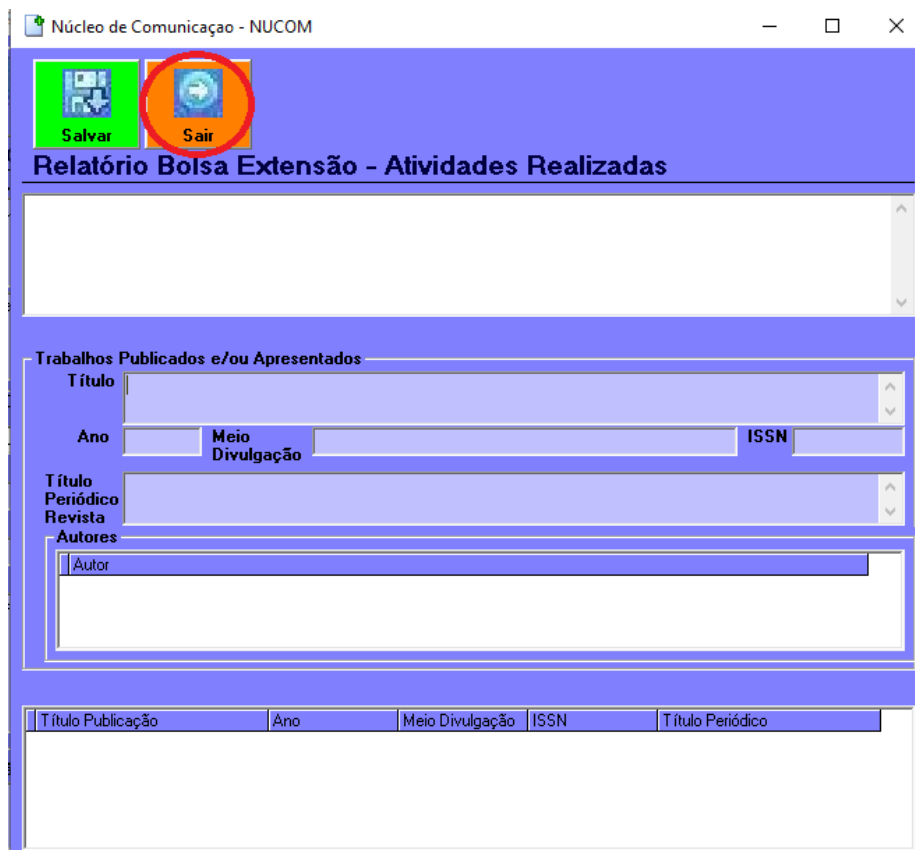 Núcleo de Comunicaçao - NUCOM
Salvar
Sair
Relatório Bolsa Extensão - Atividades Realizadas
Trabalhos Publicados e/ou Apresentados
Título
Ano
Meio
Divulgação
ISSN
Título
Periódico
Revista
Autores
Autor
Título Publicação Ano Meio Divulgação ISSN Título Periódico